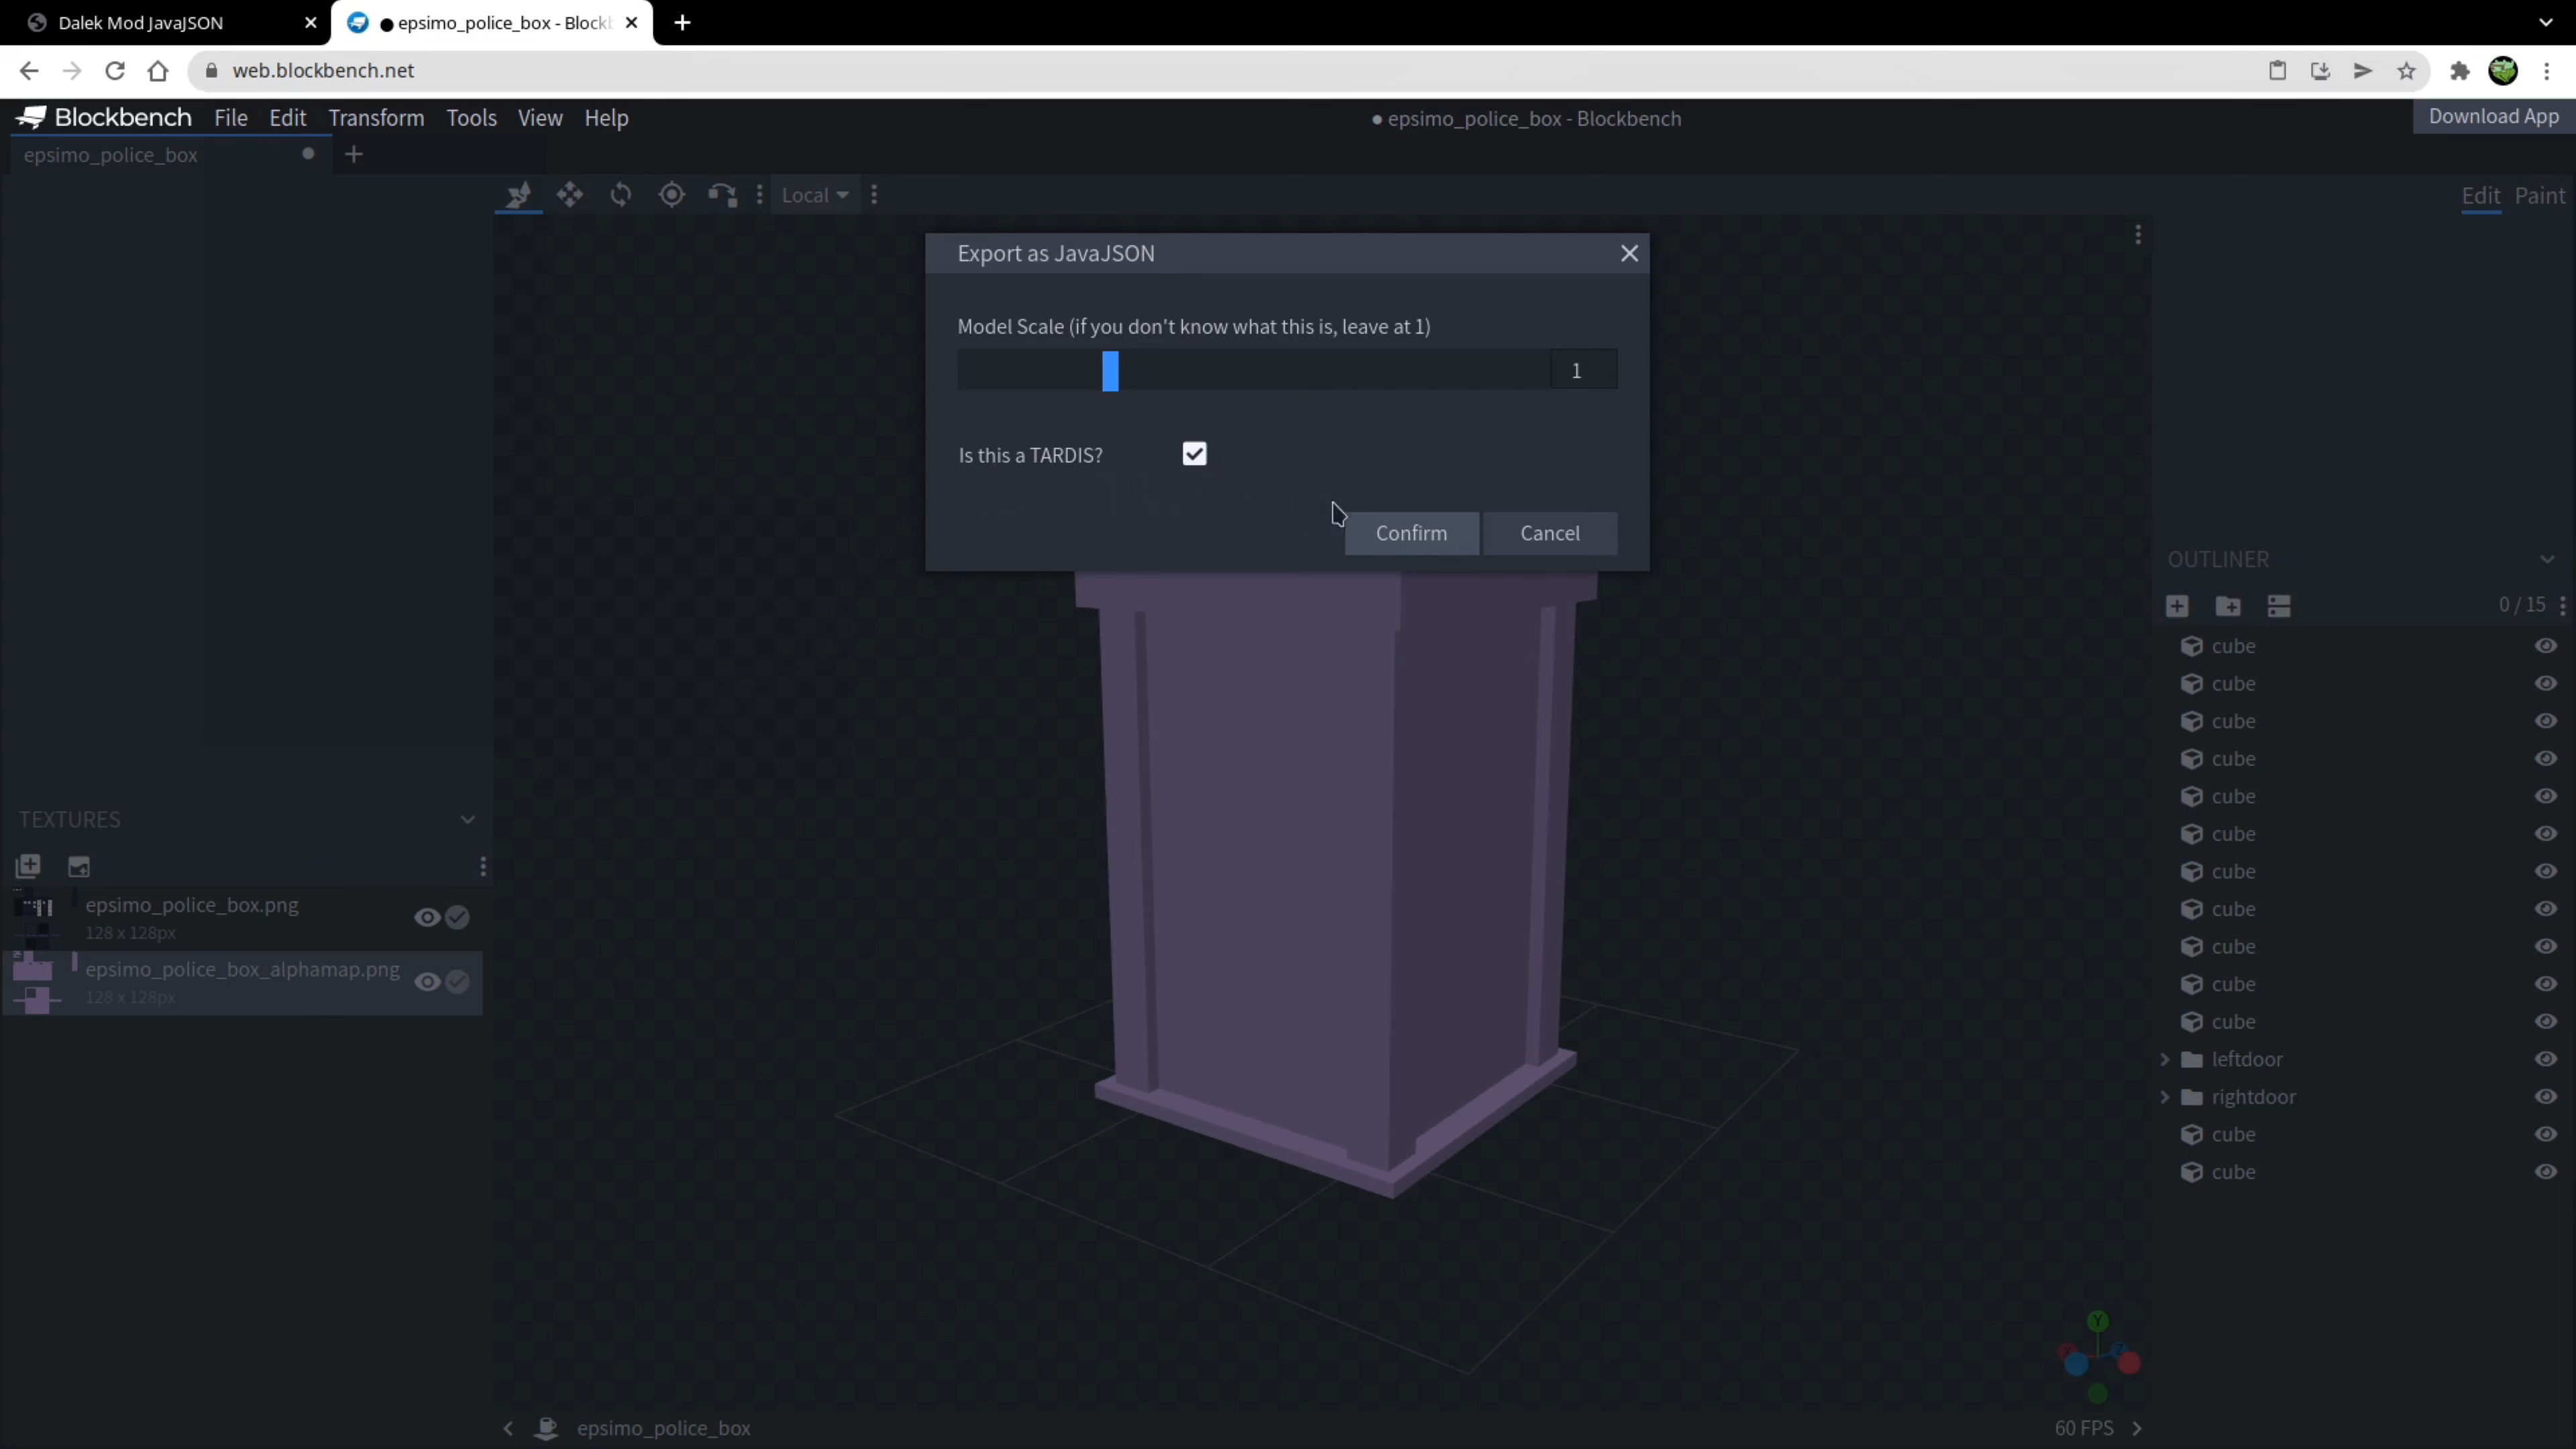 Dalek Mod JavaJSON
● epsimo_police_box - Blockb
web.blockbench.net
Blockbench File Edit Transform Tools View Help
● epsimo_police_box - Blockbench
Download App
epsimo_police_box
Local
Edit Paint
Export as JavaJSON
Model Scale (if you don't know what this is, leave at 1)
1
Is this a TARDIS?
Confirm Cancel
TEXTURES
epsimo_police_box.png
128 x 128px
epsimo_police_box_alphamap.png
128 x 128px
OUTLINER
0 / 15
cube
cube
cube
cube
cube
cube
cube
cube
cube
cube
cube
leftdoor
rightdoor
cube
cube
Y
Z
epsimo_police_box
60 FPS